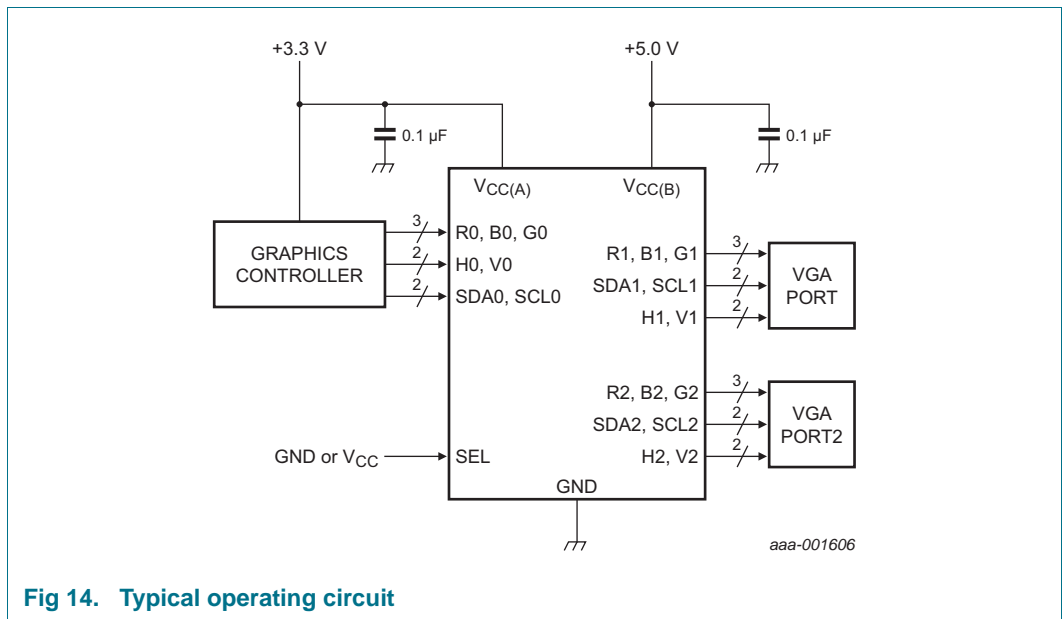 +3.3 V
+5.0 V
0.1 µF
0.1 µF
VCC(A)
VCC(B)
GRAPHICS
CONTROLLER
3
2
2
R0, B0, G0
H0, V0
SDA0, SCL0
R1, B1, G1
SDA1, SCL1
H1, V1
3
2
2
VGA
PORT
R2, B2, G2
SDA2, SCL2
H2, V2
3
2
2
VGA
PORT2
GND or VCC
SEL
GND
aaa-001606
Fig 14. Typical operating circuit